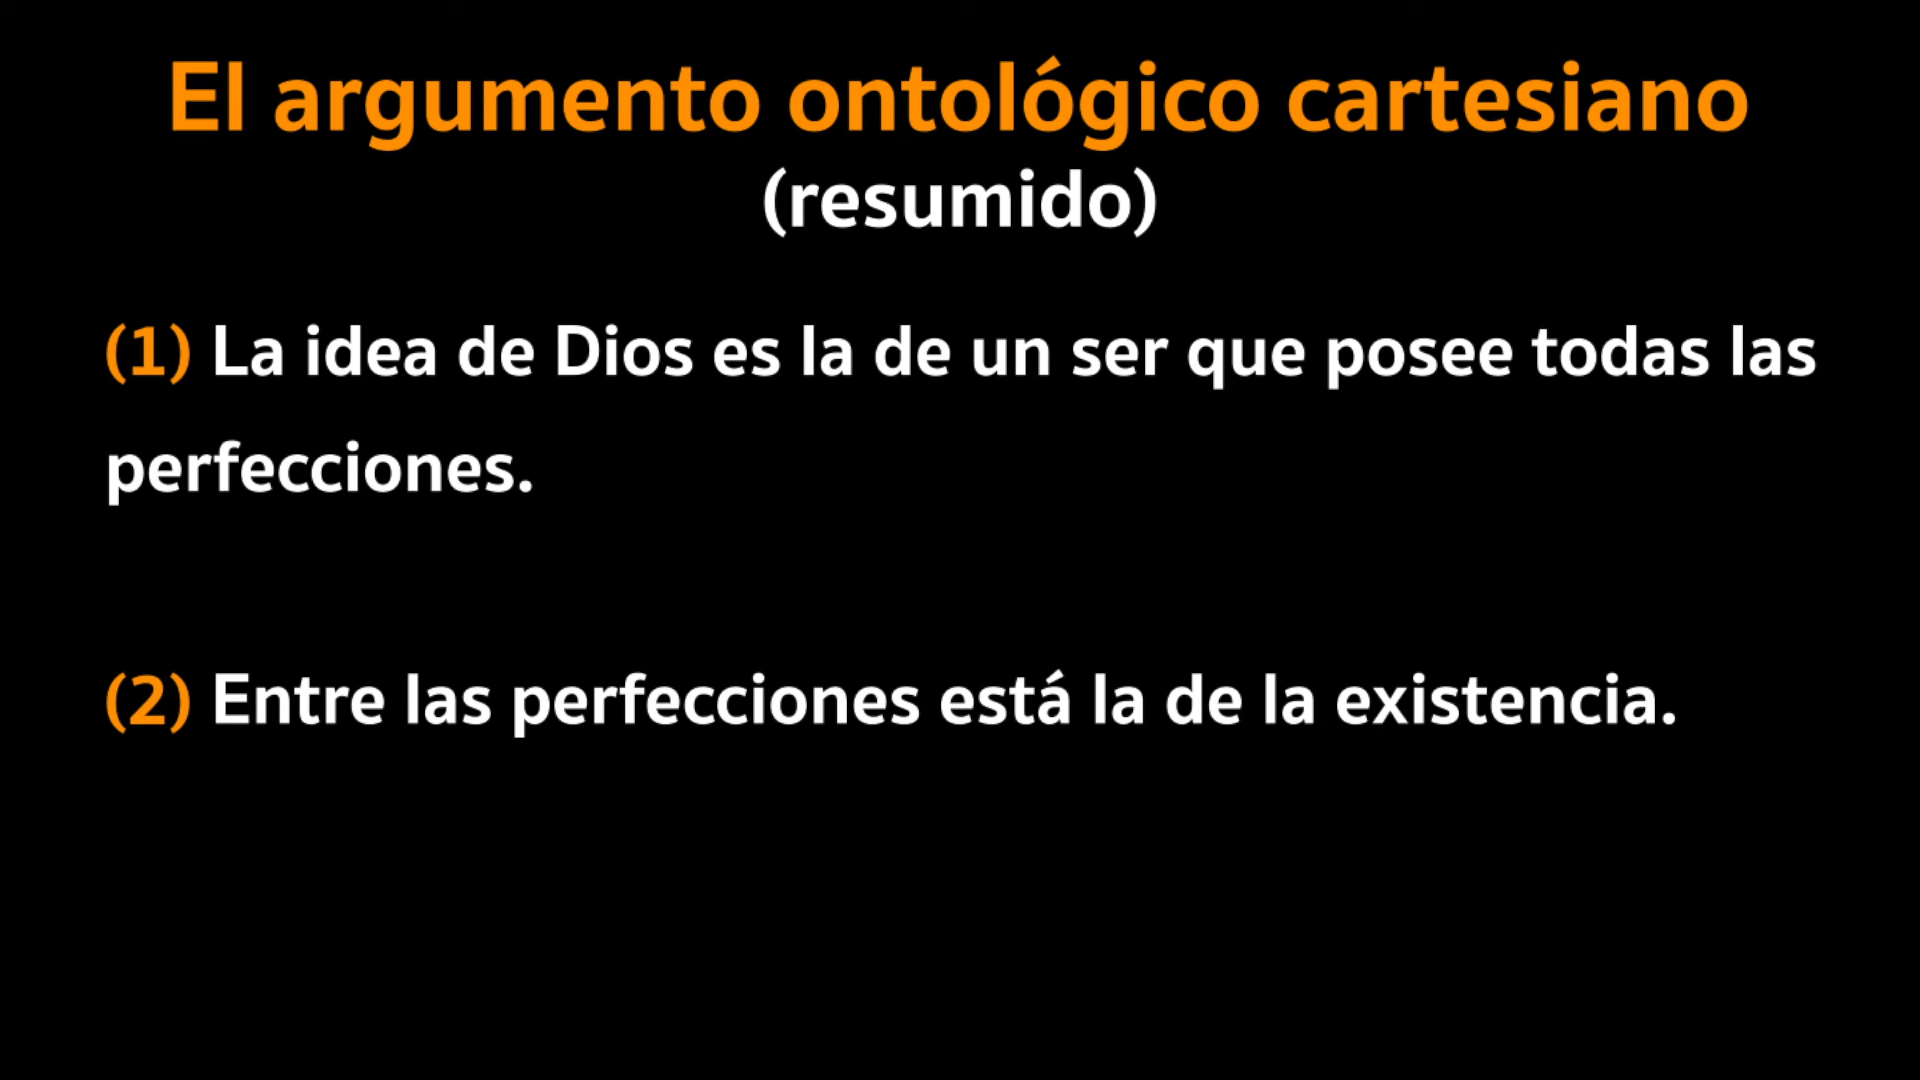 El argumento ontológico cartesiano
(resumido)
(1) La idea de Dios es la de un ser que posee todas las
perfecciones.
(2) Entre las perfecciones está la de la existencia.